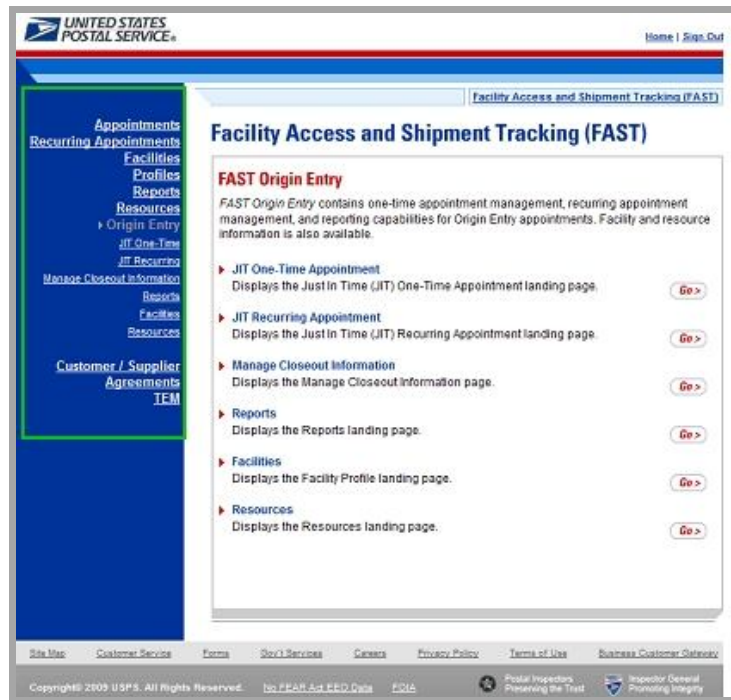 UNITED STATES
POSTAL SERVICE®
Home | Sign Out
Facility Access and Shipment Tracking (FAST)
Appointments
Recurring Appointments
Facilities
Profiles
Reports
Resources
Origin Entry
JIT One-Time
JIT Recurring
Manage Closeout Information
Reports
Facilities
Resources
Customer / Supplier
Agreements
TEM
Facility Access and Shipment Tracking (FAST)
FAST Origin Entry
FAST Origin Entry contains one-time appointment management, recurring appointment
management, and reporting capabilities for Origin Entry appointments. Facility and resource
information is also available.
JIT One-Time Appointment
Displays the Just In Time (JIT) One-Time Appointment landing page.
Go >
JIT Recurring Appointment
Displays the Just In Time (JIT) Recurring Appointment landing page.
Go >
Manage Closeout Information
Displays the Manage Closeout Information page.
Go >
Reports
Displays the Reports landing page.
Go >
Facilities
Displays the Facility Profile landing page.
Go >
Resources
Displays the Resources landing page.
Go >
Site Map Customer Service Forms Gov't Services Careers Privacy Policy Terms of Use Business Customer Gateway
Copyright© 2009 USPS. All Rights Reserved. No FEAR Act EEO Data FOIA
Postal Inspectors
Preserving the Trust
Inspector General
Promoting Integrity